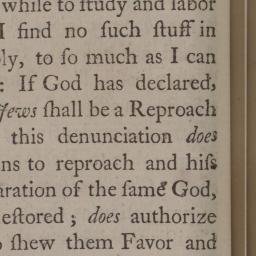 while to ſtudy and labor
I find no ſuch ſtuff in
ly, to ſo much as I can
: If God has declared,
Jews ſhall be a Reproach
this denunciation does
ns to reproach and hiſs
aration of the ſame God,
eſtored ; does authorize
ſhew them Favor and